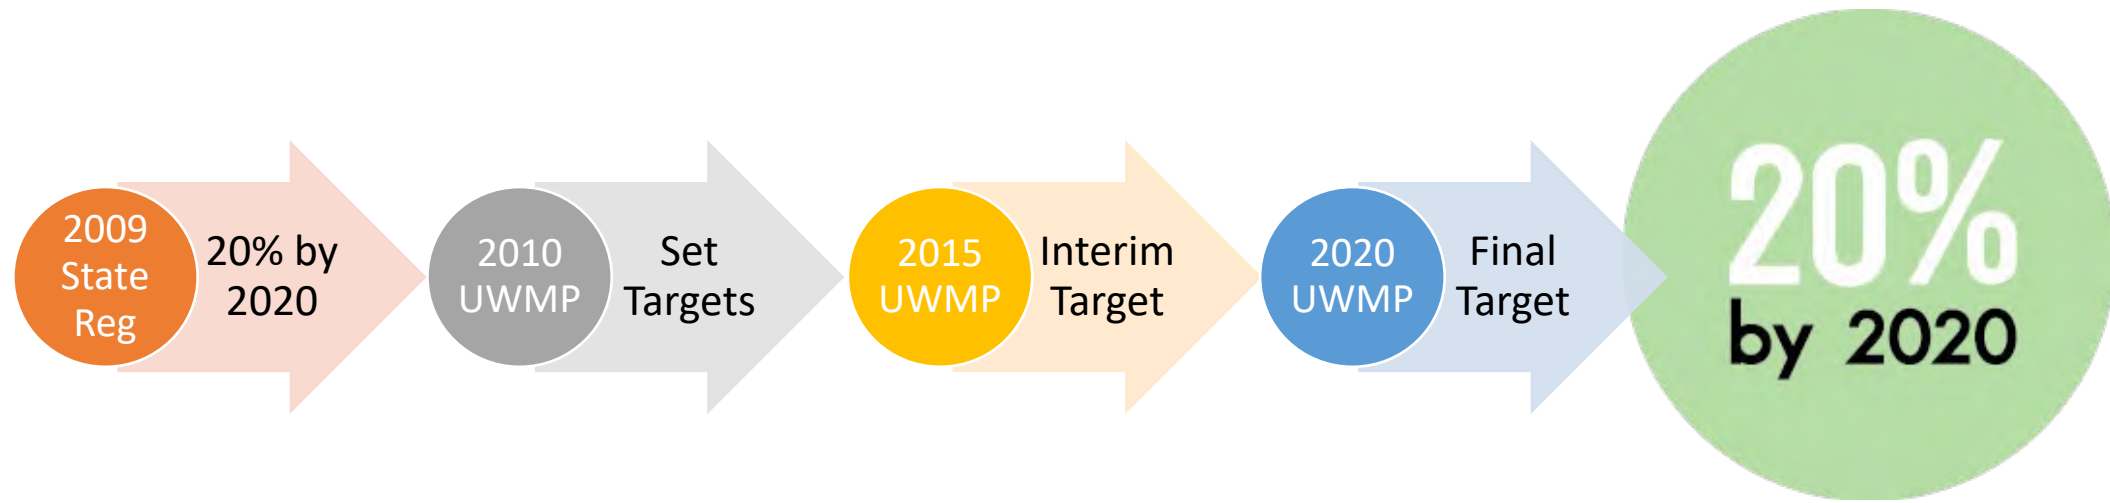 2009
State
Reg
20% by
2020
2010
UWMP
Set
Targets
2015
UWMP
Interim
Target
2020
UWMP
Final
Target
20%
by 2020